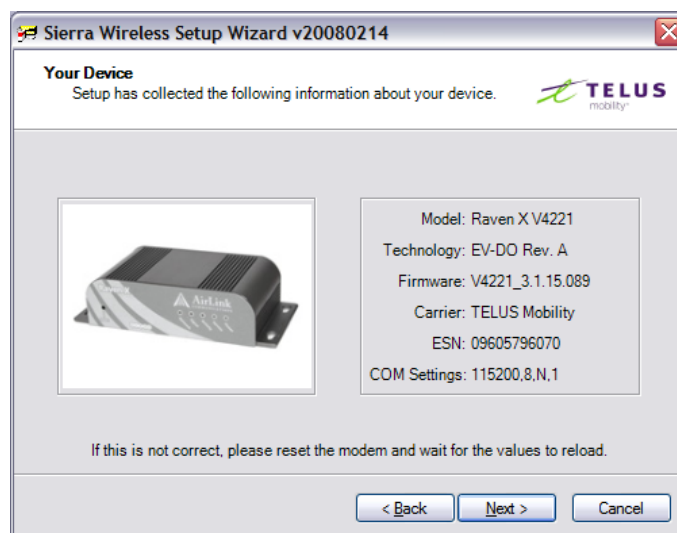 Sierra Wireless Setup Wizard v20080214
Your Device
Setup has collected the following information about your device.
TELUS
mobility
AirLink
Model: Raven X V4221
Technology: EV-DO Rev. A
Firmware: V4221_3.1.15.089
Carrier: TELUS Mobility
ESN: 09605796070
COM Settings: 115200,8,N,1
If this is not correct, please reset the modem and wait for the values to reload.
< Back
Next >
Cancel